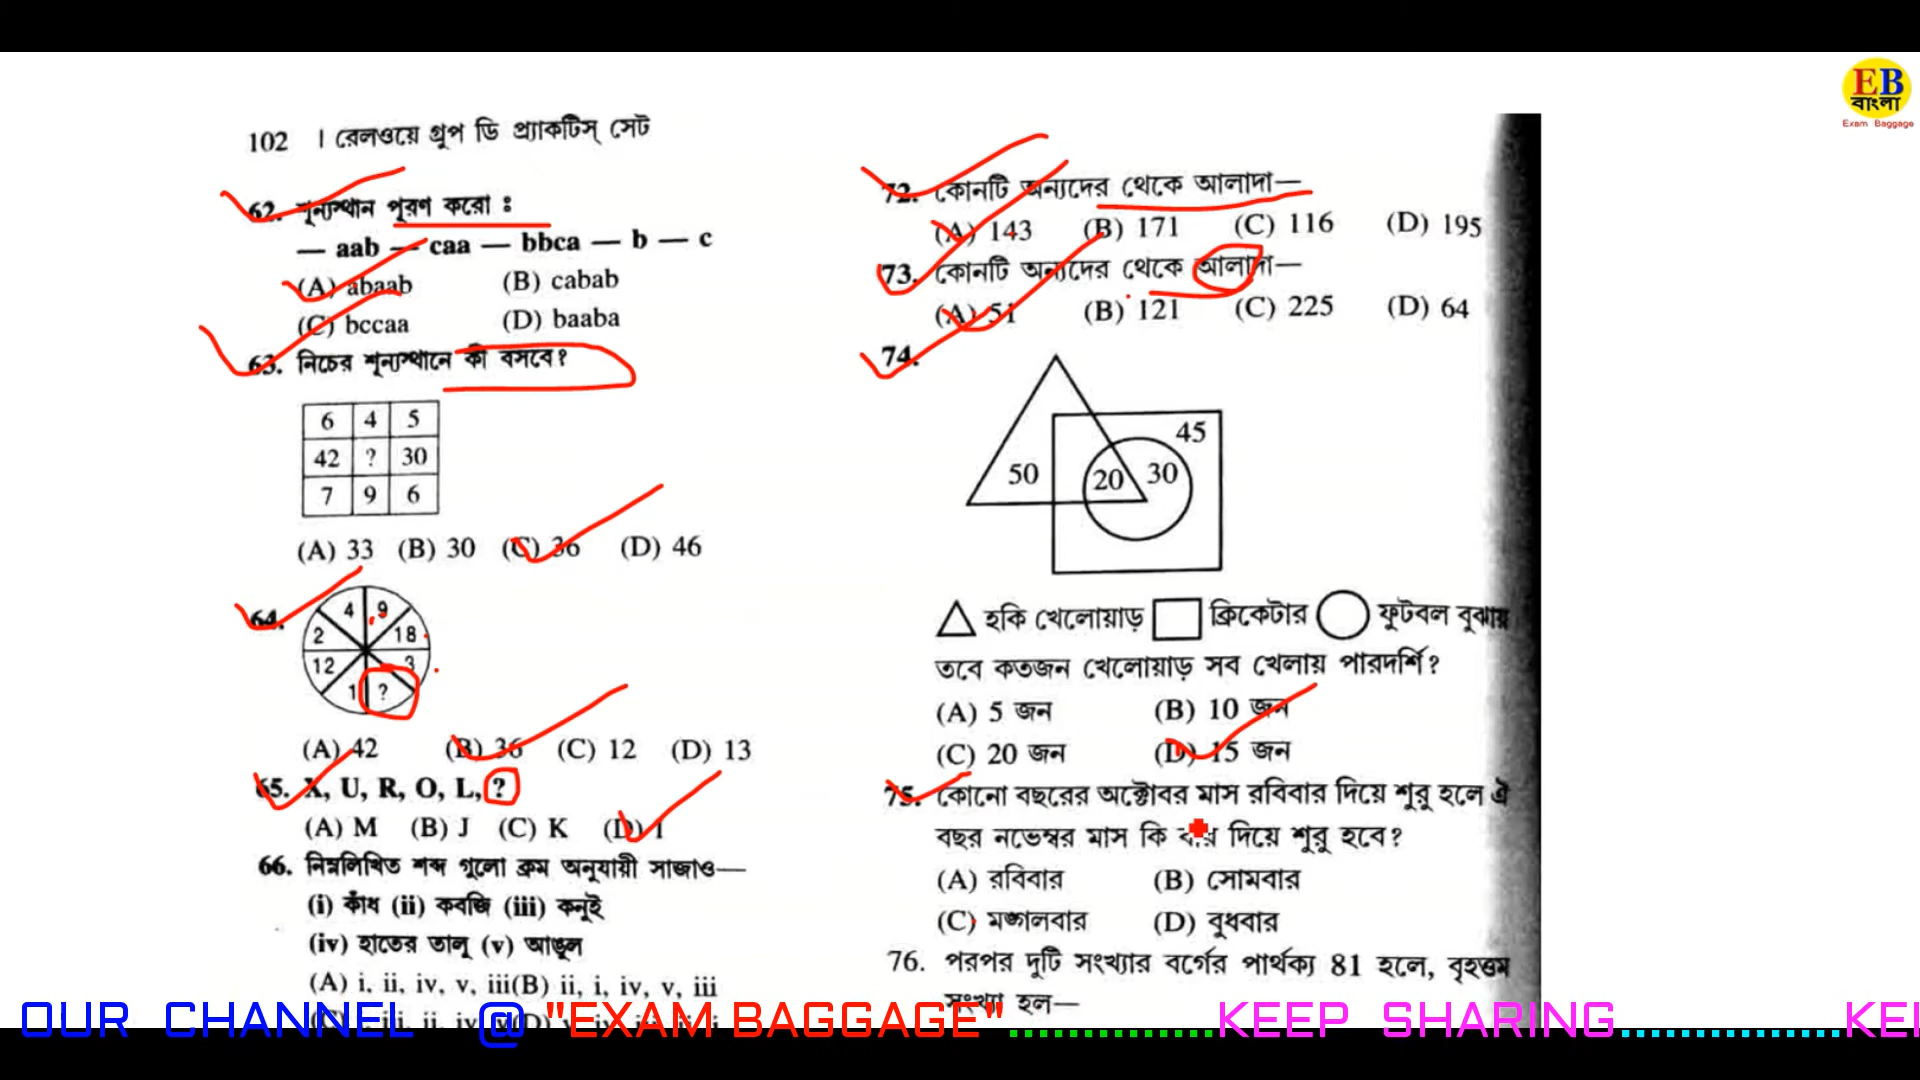 EB
বাংলা
Exam Baggage
102 । রেলওয়ে গ্রুপ ডি প্র্যাকটিস্ সেট
62. শূন্যস্থান পূরণ করো ঃ
— aab — caa — bbca — b — c
(A) abaab (B) cabab
(C) bccaa (D) baaba
63. নিচের শূন্যস্থানে কী বসবে?
6 4 5
42 ? 30
7 9 6
(A) 33 (B) 30 (C) 36 (D) 46
64.
4 9
2 18
12 3
1 ?
(A) 42 (B) 36 (C) 12 (D) 13
65. X, U, R, O, L, ?
(A) M (B) J (C) K (D) I
66. নিম্নলিখিত শব্দ গুলো ক্রম অনুযায়ী সাজাও—
(i) কাঁধ (ii) কবজি (iii) কনুই
(iv) হাতের তালু (v) আঙুল
(A) i, ii, iv, v, iii(B) ii, i, iv, v, iii
72. কোনটি অন্যদের থেকে আলাদা—
(A) 143 (B) 171 (C) 116 (D) 195
73. কোনটি অন্যদের থেকে আলাদা—
(A) 51 (B) 121 (C) 225 (D) 64
74.
45
50 20 30
হকি খেলোয়াড় ক্রিকেটার ফুটবল বুঝায়
তবে কতজন খেলোয়াড় সব খেলায় পারদর্শি?
(A) 5 জন (B) 10 জন
(C) 20 জন (D) 15 জন
75. কোনো বছরের অক্টোবর মাস রবিবার দিয়ে শুরু হলে ঐ
বছর নভেম্বর মাস কি বার দিয়ে শুরু হবে?
(A) রবিবার (B) সোমবার
(C) মঙ্গলবার (D) বুধবার
76. পরপর দুটি সংখ্যার বর্গের পার্থক্য 81 হলে, বৃহত্তম
সংখ্যা হল—
OUR CHANNEL @ "EXAM BAGGAGE"..............KEEP SHARING..............KEI